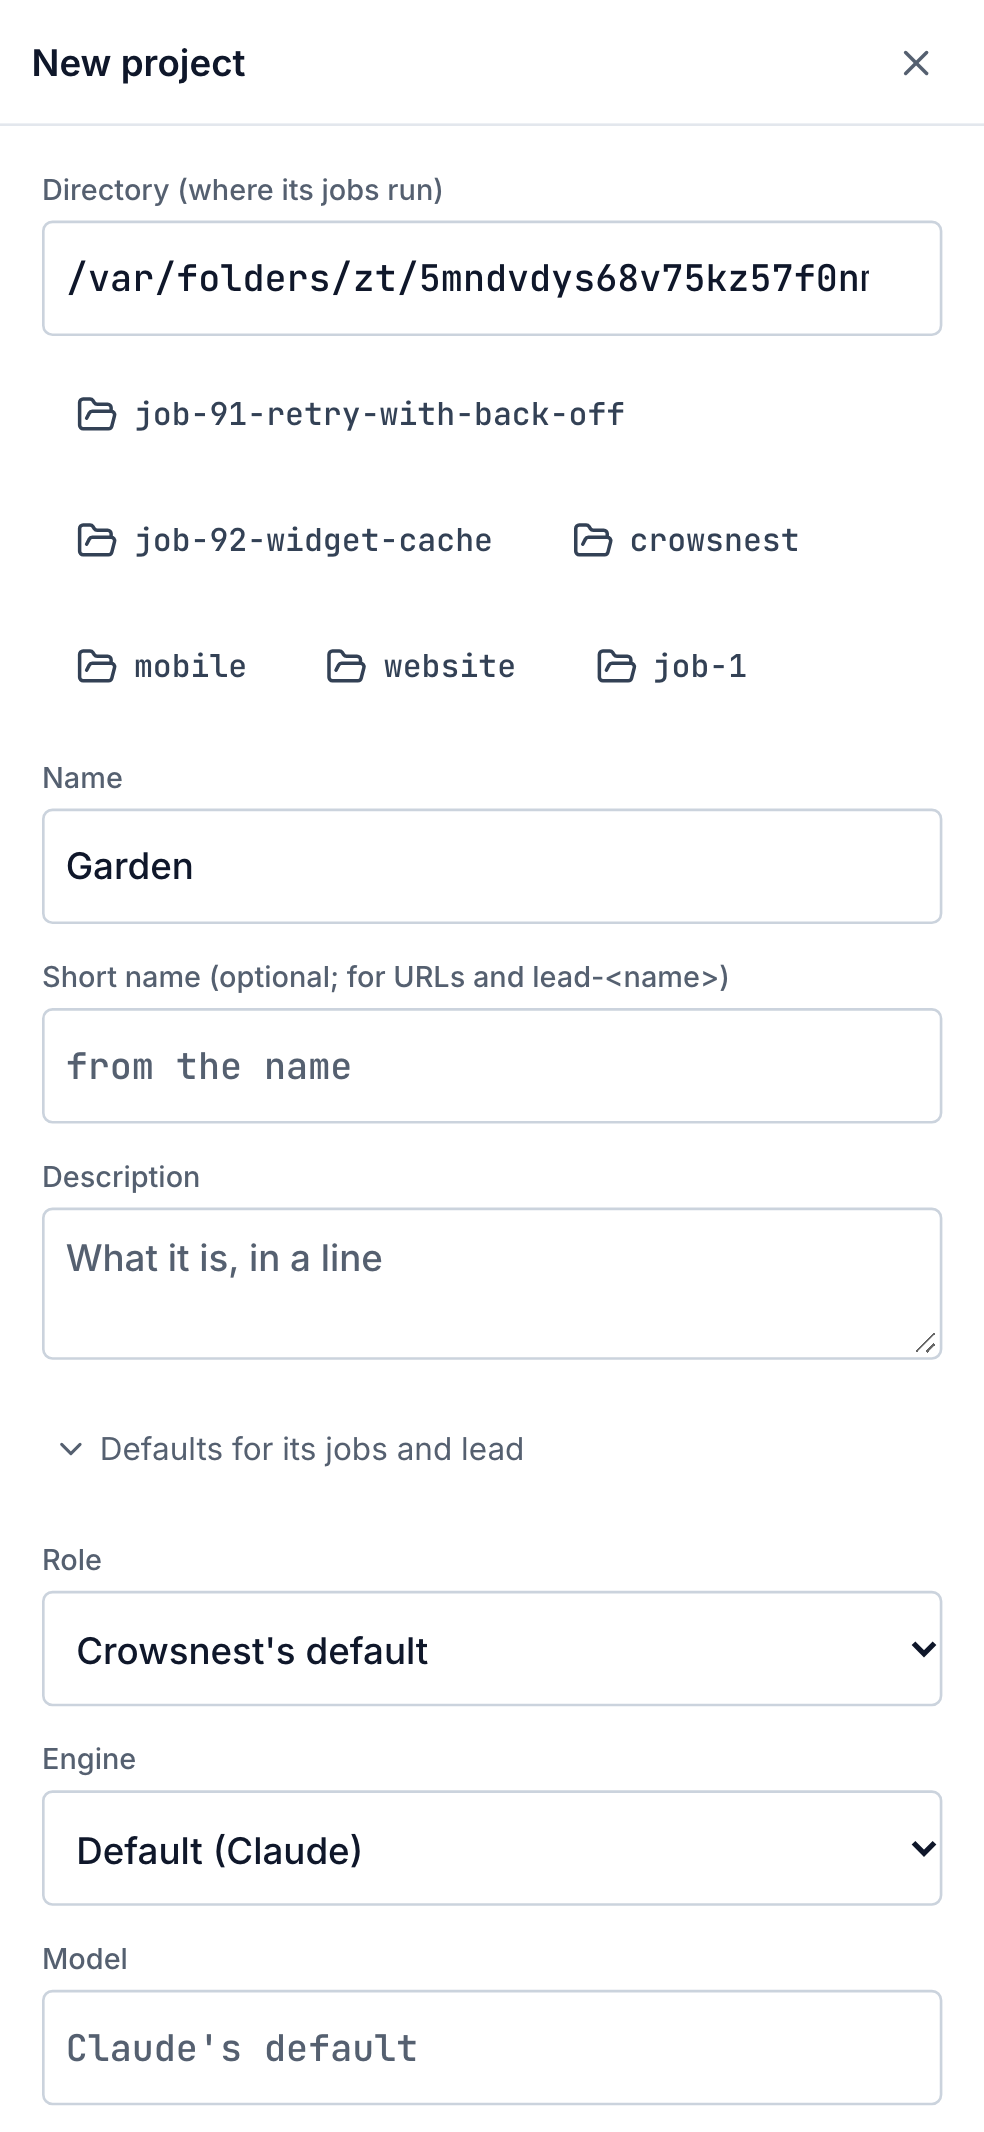 New project
Directory (where its jobs run)
/var/folders/zt/5mndvdys68v75kz57f0n
job-91-retry-with-back-off
job-92-widget-cache crowsnest
mobile website job-1
Name
Garden
Short name (optional; for URLs and lead-<name>)
from the name
Description
What it is, in a line
Defaults for its jobs and lead
Role
Crowsnest's default
Engine
Default (Claude)
Model
Claude's default